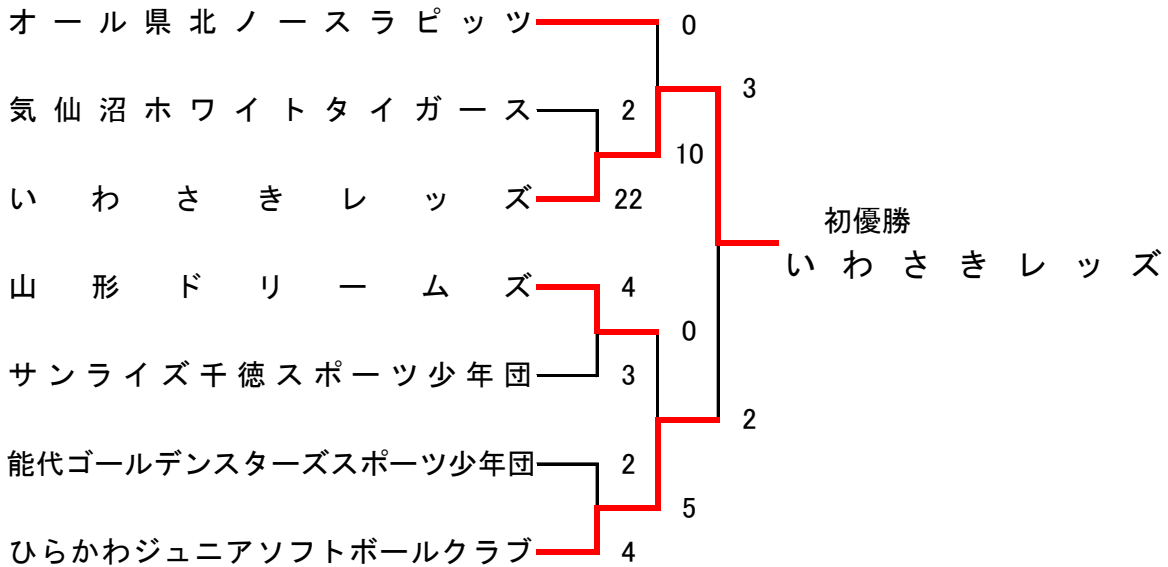 オール県北ノースラピッツ
0
3
気仙沼ホワイトタイガース
2
10
いわさきレッズ
22
初優勝
いわさきレッズ
山形ドリームズ
4
0
サンライズ千徳スポーツ少年団
3
2
能代ゴールデンスターズスポーツ少年団
2
5
ひらかわジュニアソフトボールクラブ
4